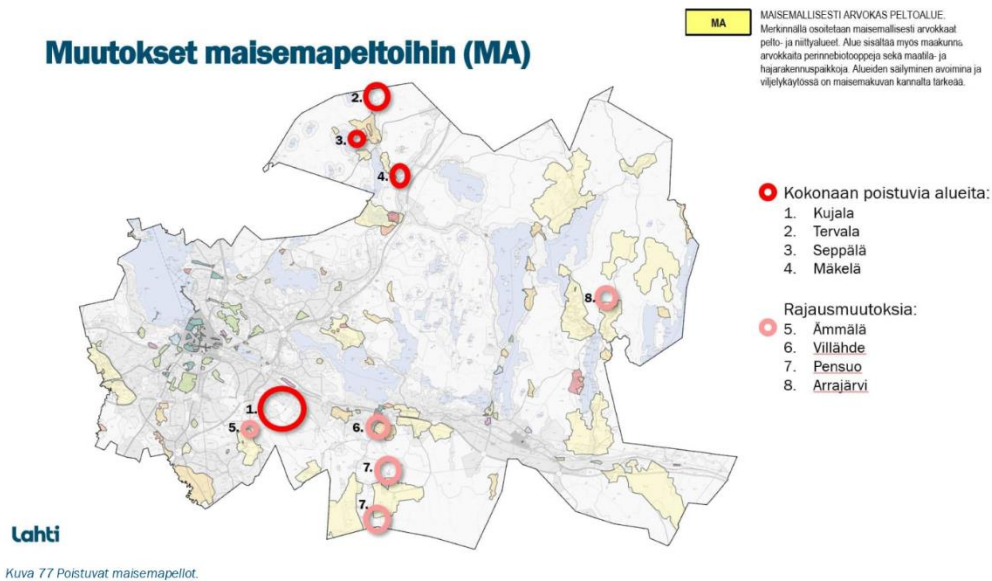 Muutokset maisemapeltoihin (MA)
MA
MAISEMALLISESTI ARVOKAS PELTOALUE.
Merkinnällä osoitetaan maisemallisesti arvokkaat
pelto- ja niittyalueet. Alue sisältää myös maakunna.
arvokkaita perinnebiotooppeja sekä maatila- ja
hajarakennuspaikkoja. Alueiden säilyminen avoimina ja
viljelykäytössä on maisemakuvan kannalta tärkeää.
2.
3.
4.
8.
1.
5.
6.
7.
7.
Kokonaan poistuvia alueita:
1. Kujala
2. Tervala
3. Seppälä
4. Mäkelä
Rajausmuutoksia:
5. Ämmälä
6. Villähde
7. Pensuo
8. Arrajärvi
Lahti
Kuva 77 Poistuvat maisemapellot.